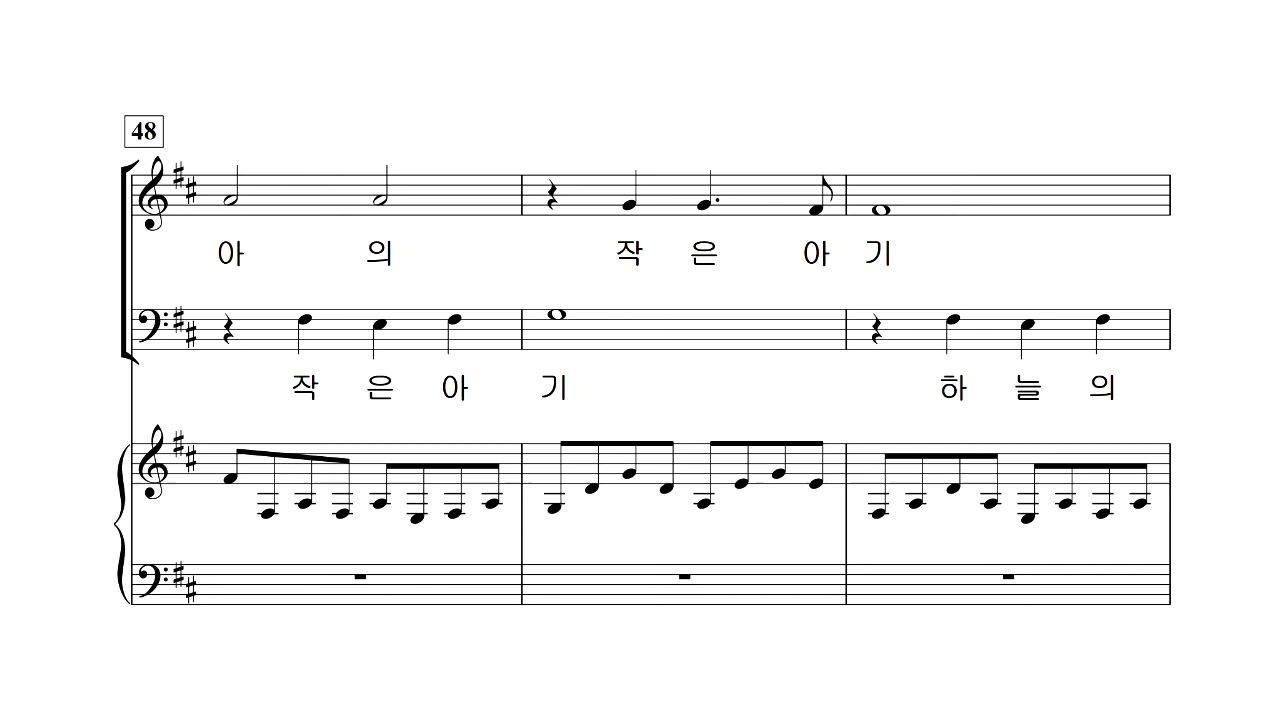 48
아 의 작 은 아 기
작 은 아 기 하 늘 의